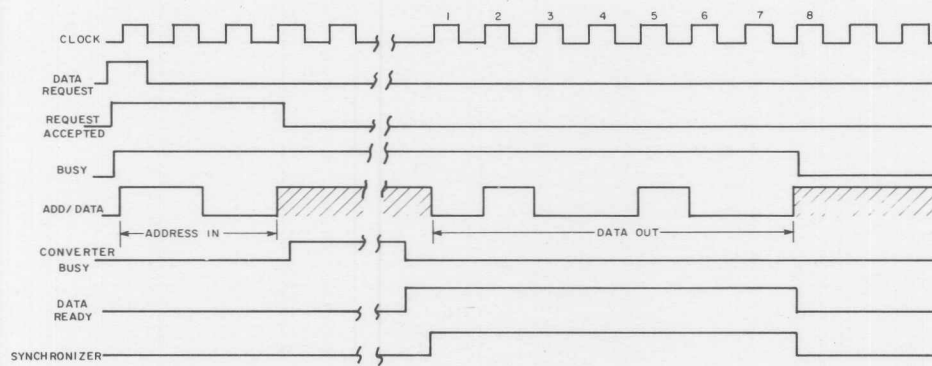 1 2 3 4 5 6 7 8
CLOCK
DATA
REQUEST
REQUEST
ACCEPTED
BUSY
ADD/DATA
ADDRESS IN
DATA OUT
CONVERTER
BUSY
DATA
READY
SYNCHRONIZER